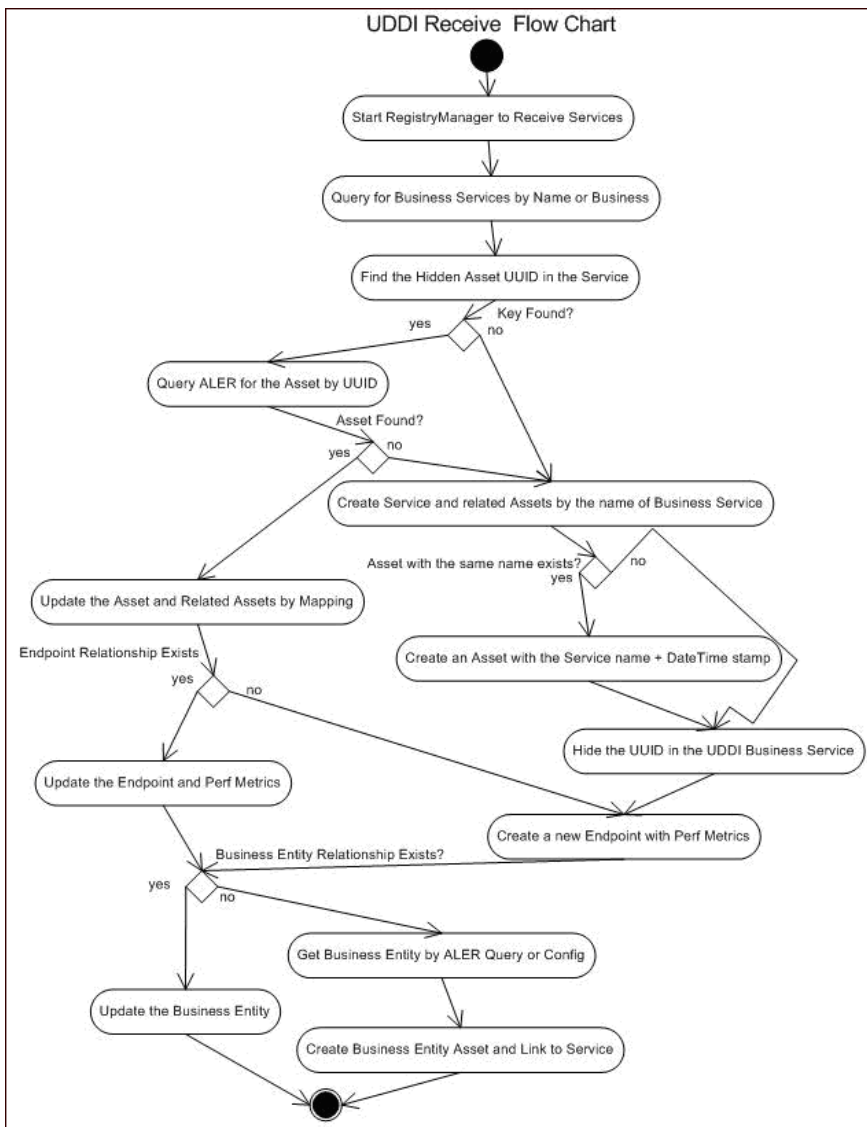 UDDI Receive Flow Chart
Start RegistryManager to Receive Services
Query for Business Services by Name or Business
Find the Hidden Asset UUID in the Service
Key Found?
yes
no
Query ALER for the Asset by UUID
Asset Found?
yes
no
Create Service and related Assets by the name of Business Service
Asset with the same name exists?
yes
no
Update the Asset and Related Assets by Mapping
Create an Asset with the Service name + DateTime stamp
Endpoint Relationship Exists
yes
no
Hide the UUID in the UDDI Business Service
Update the Endpoint and Perf Metrics
Create a new Endpoint with Perf Metrics
Business Entity Relationship Exists?
yes
no
Get Business Entity by ALER Query or Config
Update the Business Entity
Create Business Entity Asset and Link to Service